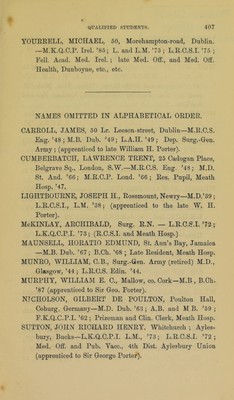 QUALIFIED STUDENTS. 407
YOURRELL, MICHAEL, 50, Morehampton-road, Dublin.
—M.K.Q.C.P. Irel. '85; L. and L.M. '75; L.R.C.S.I. '75;
Fell. Acad. Med. Irel.; late Med. Off., and Med. Off.
Health, Dunboyne, etc., etc.
NAMES OMITTED IN ALPHABETICAL ORDER.
CARROLL, JAMES, 50 Lr. Leeson-street, Dublin—M.R.C.S.
Eng. '48; M.B. Dub. '49; L.A.H. '49; Dep. Surg.-Gen.
Army; (apprenticed to late William H. Porter).
CUMBERBATCH, LAWRENCE TRENT, 25 Cadogan Place,
Belgrave Sq., London, S.W.—M.R.C.S. Eng. '48; M.D.
St. And. '66; M.R.C.P. Lond. '66; Res. Pupil, Meath
Hosp. '47.
LIGHTBOURNE, JOSEPH H., Rosemount, Newry—M.D. '39;
L.R.C.S.I., L.M. '38; (apprenticed to the late W. H.
Porter).
McKINLAY, ARCHIBALD, Surg. R.N. — L.R.C.S.I. '72;
L.K.Q.C.P.I. '73; (R.C.S.I. and Meath Hosp.)
MAUNSELL, HORATIO EDMUND, St. Ann's Bay, Jamaica
—M.B. Dub. '67; B.Ch. '68; Late Resident, Meath Hosp.
MUNRO, WILLIAM, C.B., Surg.-Gen. Army (retired) M.D.,
Glasgow, '44; L.R.C.S. Edin. '44.
MURPHY, WILLIAM E. C., Mallow, co. Cork—M.B., B.Ch.
'87 (apprenticed to Sir Geo. Porter).
NICHOLSON, GILBERT DE POULTON, Poulton Hall,
Coburg, Germany—M.D. Dub. '63; A.B. and M B. '59;
F.K.Q.C.P.I. '62; Prizeman and Clin. Clerk, Meath Hosp.
SUTTON, JOHN RICHARD HENRY. Whitchurch; Ayles-
bury, Bucks—L.K.Q.C.P.I. L.M., '73; L.R.C.S.I. '72;
Med. Off. and Pub. Vacc., 4th Dist. Aylesbury Union
(apprenticed to Sir George Porter).